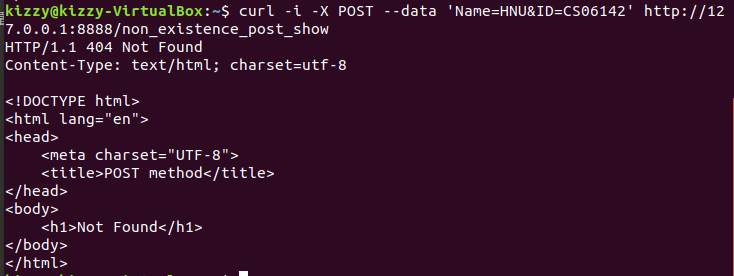 kizzy@kizzy-VirtualBox:~$ curl -i -X POST --data 'Name=HNU&ID=CS06142' http://12
7.0.0.1:8888/non_existence_post_show
HTTP/1.1 404 Not Found
Content-Type: text/html; charset=utf-8

<!DOCTYPE html>
<html lang="en">
<head>
    <meta charset="UTF-8">
    <title>POST method</title>
</head>
<body>
    <h1>Not Found</h1>
</body>
</html>